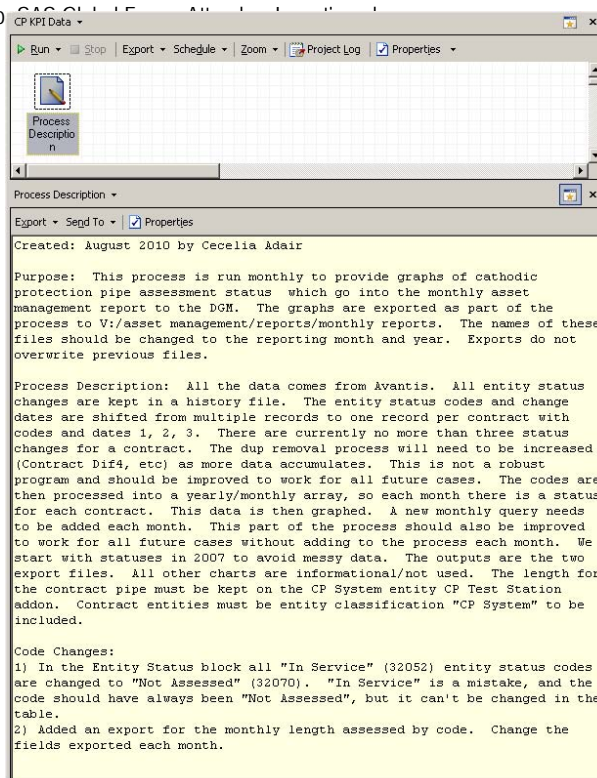 CP KPI Data
Run Stop Export Schedule Zoom Project Log Properties
Process
Descriptio
n
Process Description
Export Send To Properties
Created: August 2010 by Cecelia Adair
Purpose: This process is run monthly to provide graphs of cathodic
protection pipe assessment status which go into the monthly asset
management report to the DGM. The graphs are exported as part of the
process to V:/asset management/reports/monthly reports. The names of these
files should be changed to the reporting month and year. Exports do not
overwrite previous files.
Process Description: All the data comes from Avantis. All entity status
changes are kept in a history file. The entity status codes and change
dates are shifted from multiple records to one record per contract with
codes and dates 1, 2, 3. There are currently no more than three status
changes for a contract. The dup removal process will need to be increased
(Contract Dif4, etc) as more data accumulates. This is not a robust
program and should be improved to work for all future cases. The codes are
then processed into a yearly/monthly array, so each month there is a status
for each contract. This data is then graphed. A new monthly query needs
to be added each month. This part of the process should also be improved
to work for all future cases without adding to the process each month. We
start with statuses in 2007 to avoid messy data. The outputs are the two
export files. All other charts are informational/not used. The length for
the contract pipe must be kept on the CP System entity CP Test Station
addon. Contract entities must be entity classification "CP System" to be
included.
Code Changes:
1) In the Entity Status block all "In Service" (32052) entity status codes
are changed to "Not Assessed" (32070). "In Service" is a mistake, and the
code should have always been "Not Assessed", but it can't be changed in the
table.
2) Added an export for the monthly length assessed by code. Change the
fields exported each month.